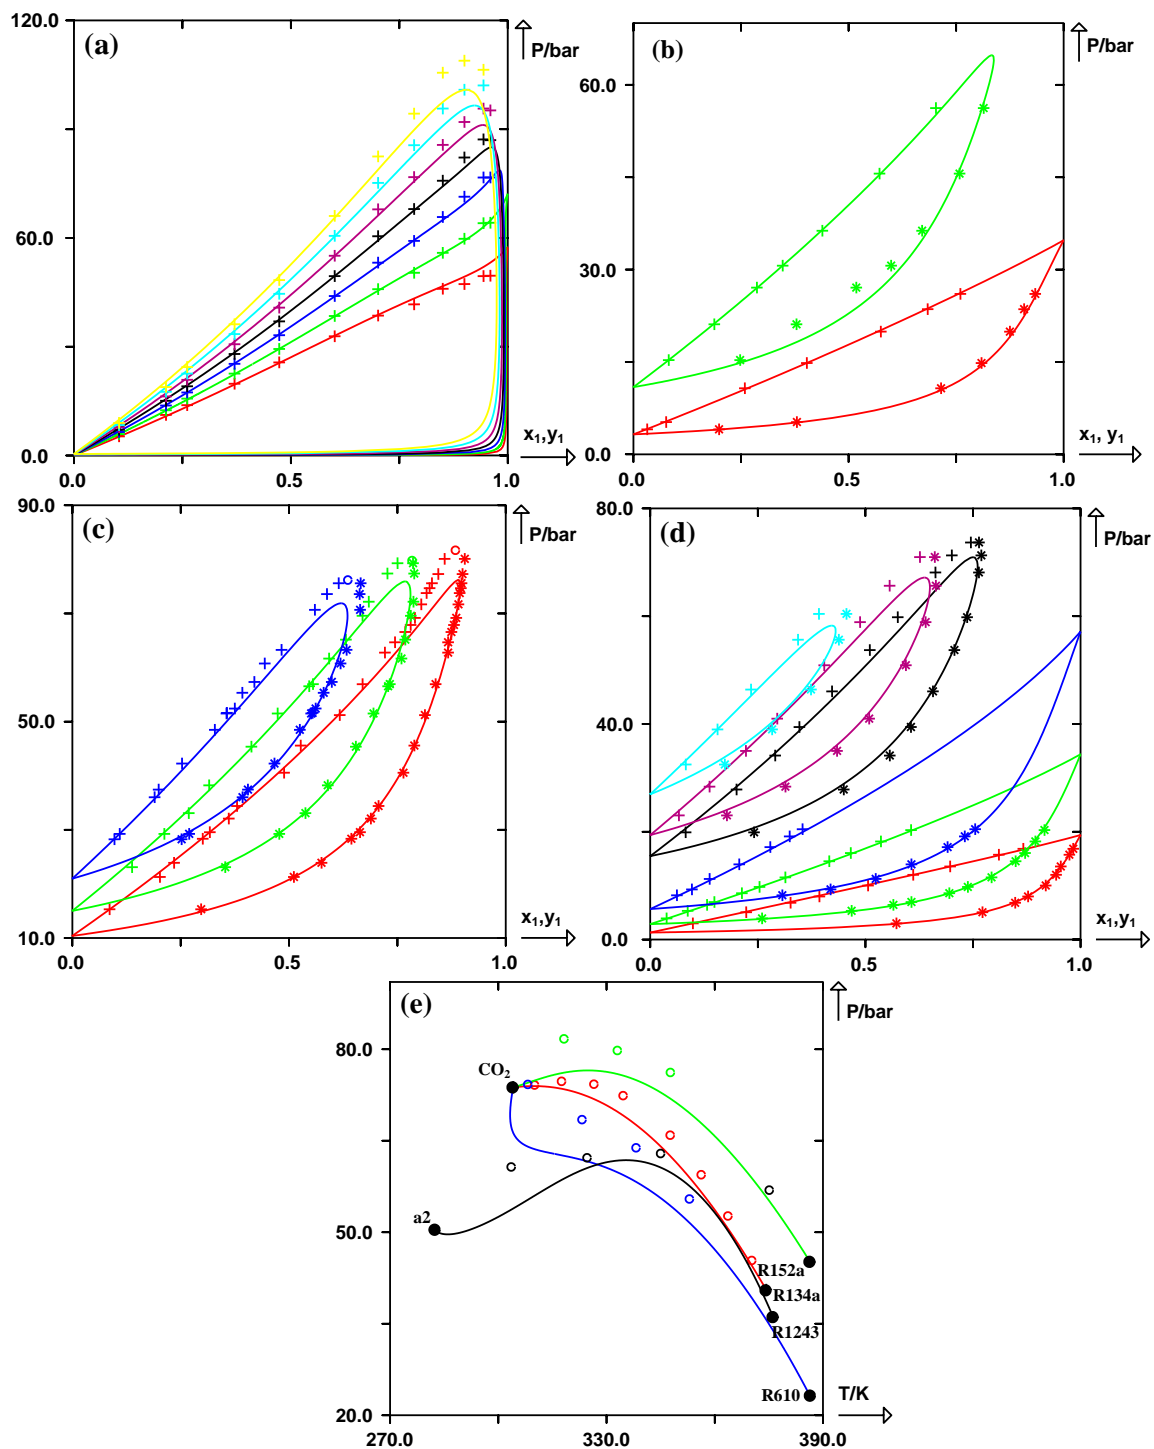 120.0
(a)
P/bar
60.0
0.0
x₁,y₁
0.0
0.5
1.0
(b)
P/bar
60.0
30.0
0.0
x₁, y₁
0.0
0.5
1.0
90.0
(c)
P/bar
50.0
10.0
x₁,y₁
0.0
0.5
1.0
80.0
(d)
P/bar
40.0
0.0
x₁,y₁
0.0
0.5
1.0
(e)
P/bar
80.0
CO₂
50.0
a2
R152a
R134a
R1243
R610
20.0
T/K
270.0
330.0
390.0